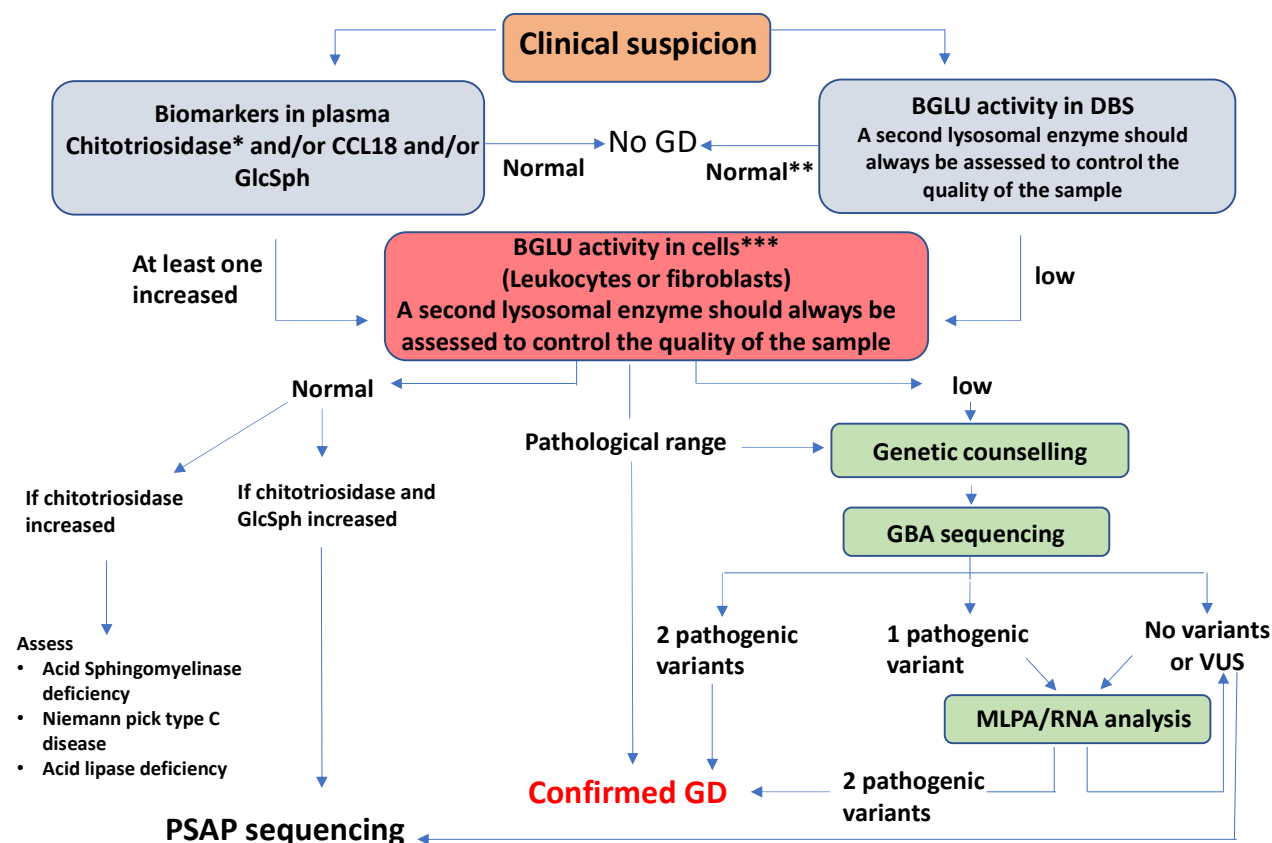 Clinical suspicion
Biomarkers in plasma
Chitotriosidase* and/or CCL18 and/or
GlcSph
Normal
No GD
Normal**
BGLU activity in DBS
A second lysosomal enzyme should
always be assessed to control the
quality of the sample
At least one
increased
BGLU activity in cells***
(Leukocytes or fibroblasts)
A second lysosomal enzyme should always be
assessed to control the quality of the sample
low
Normal
Pathological range
low
Genetic counselling
If chitotriosidase
increased
If chitotriosidase and
GlcSph increased
GBA sequencing
2 pathogenic
variants
1 pathogenic
variant
No variants
or VUS
Assess
• Acid Sphingomyelinase
deficiency
• Niemann pick type C
disease
• Acid lipase deficiency
MLPA/RNA analysis
Confirmed GD
2 pathogenic
variants
PSAP sequencing